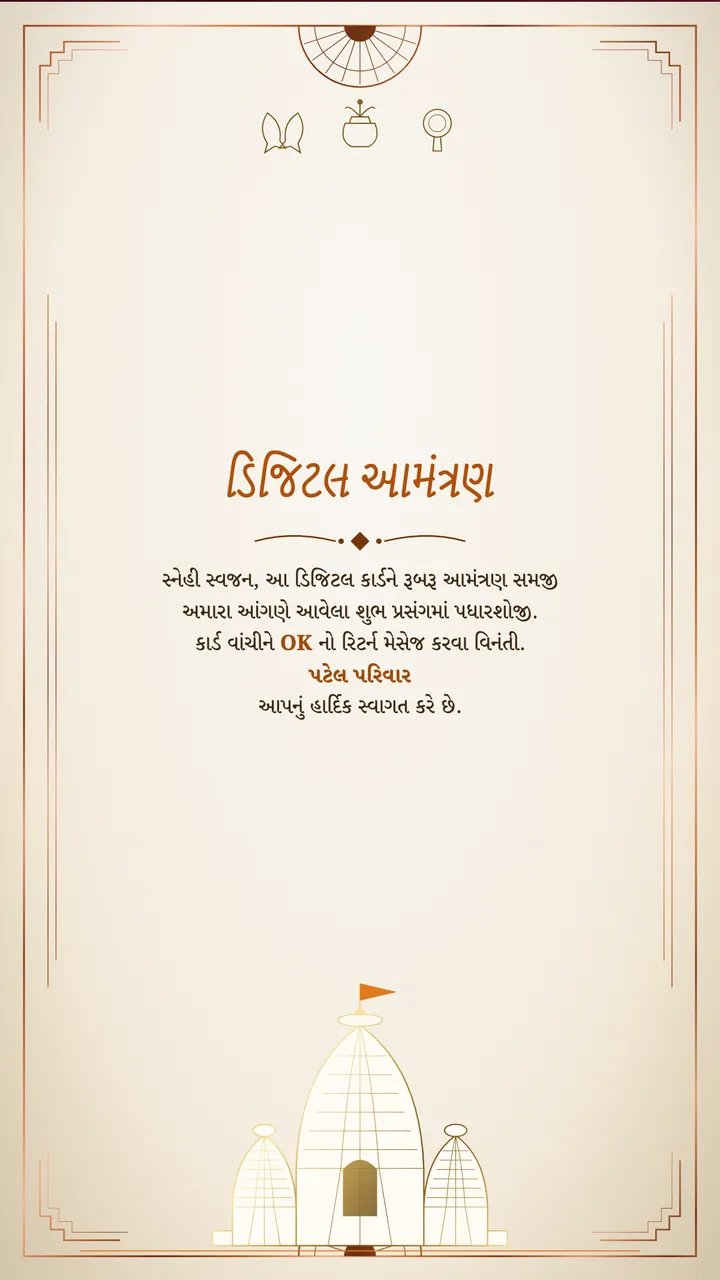 ડિજિટલ આમંત્રણ
સ્નેહી સ્વજન, આ ડિજિટલ કાર્ડને રૂબરૂ આમંત્રણ સમજી
અમારા આંગણે આવેલા શુભ પ્રસંગમાં પધારશોજી.
કાર્ડ વાંચીને OK નો રિટર્ન મેસેજ કરવા વિનંતી.
પટેલ પરિવાર
આપનું હાર્દિક સ્વાગત કરે છે.